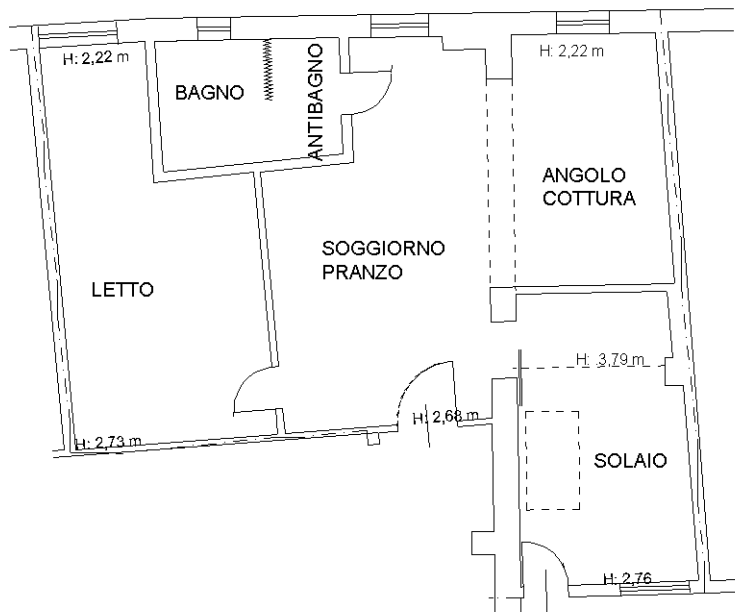 H: 2,22 m
H: 2,22 m
BAGNO
ANTIBAGNO
ANGOLO
COTTURA
SOGGIORNO
PRANZO
LETTO
H: 3,79 m
H: 2,68 m
H: 2,73 m
SOLAIO
H: 2,76